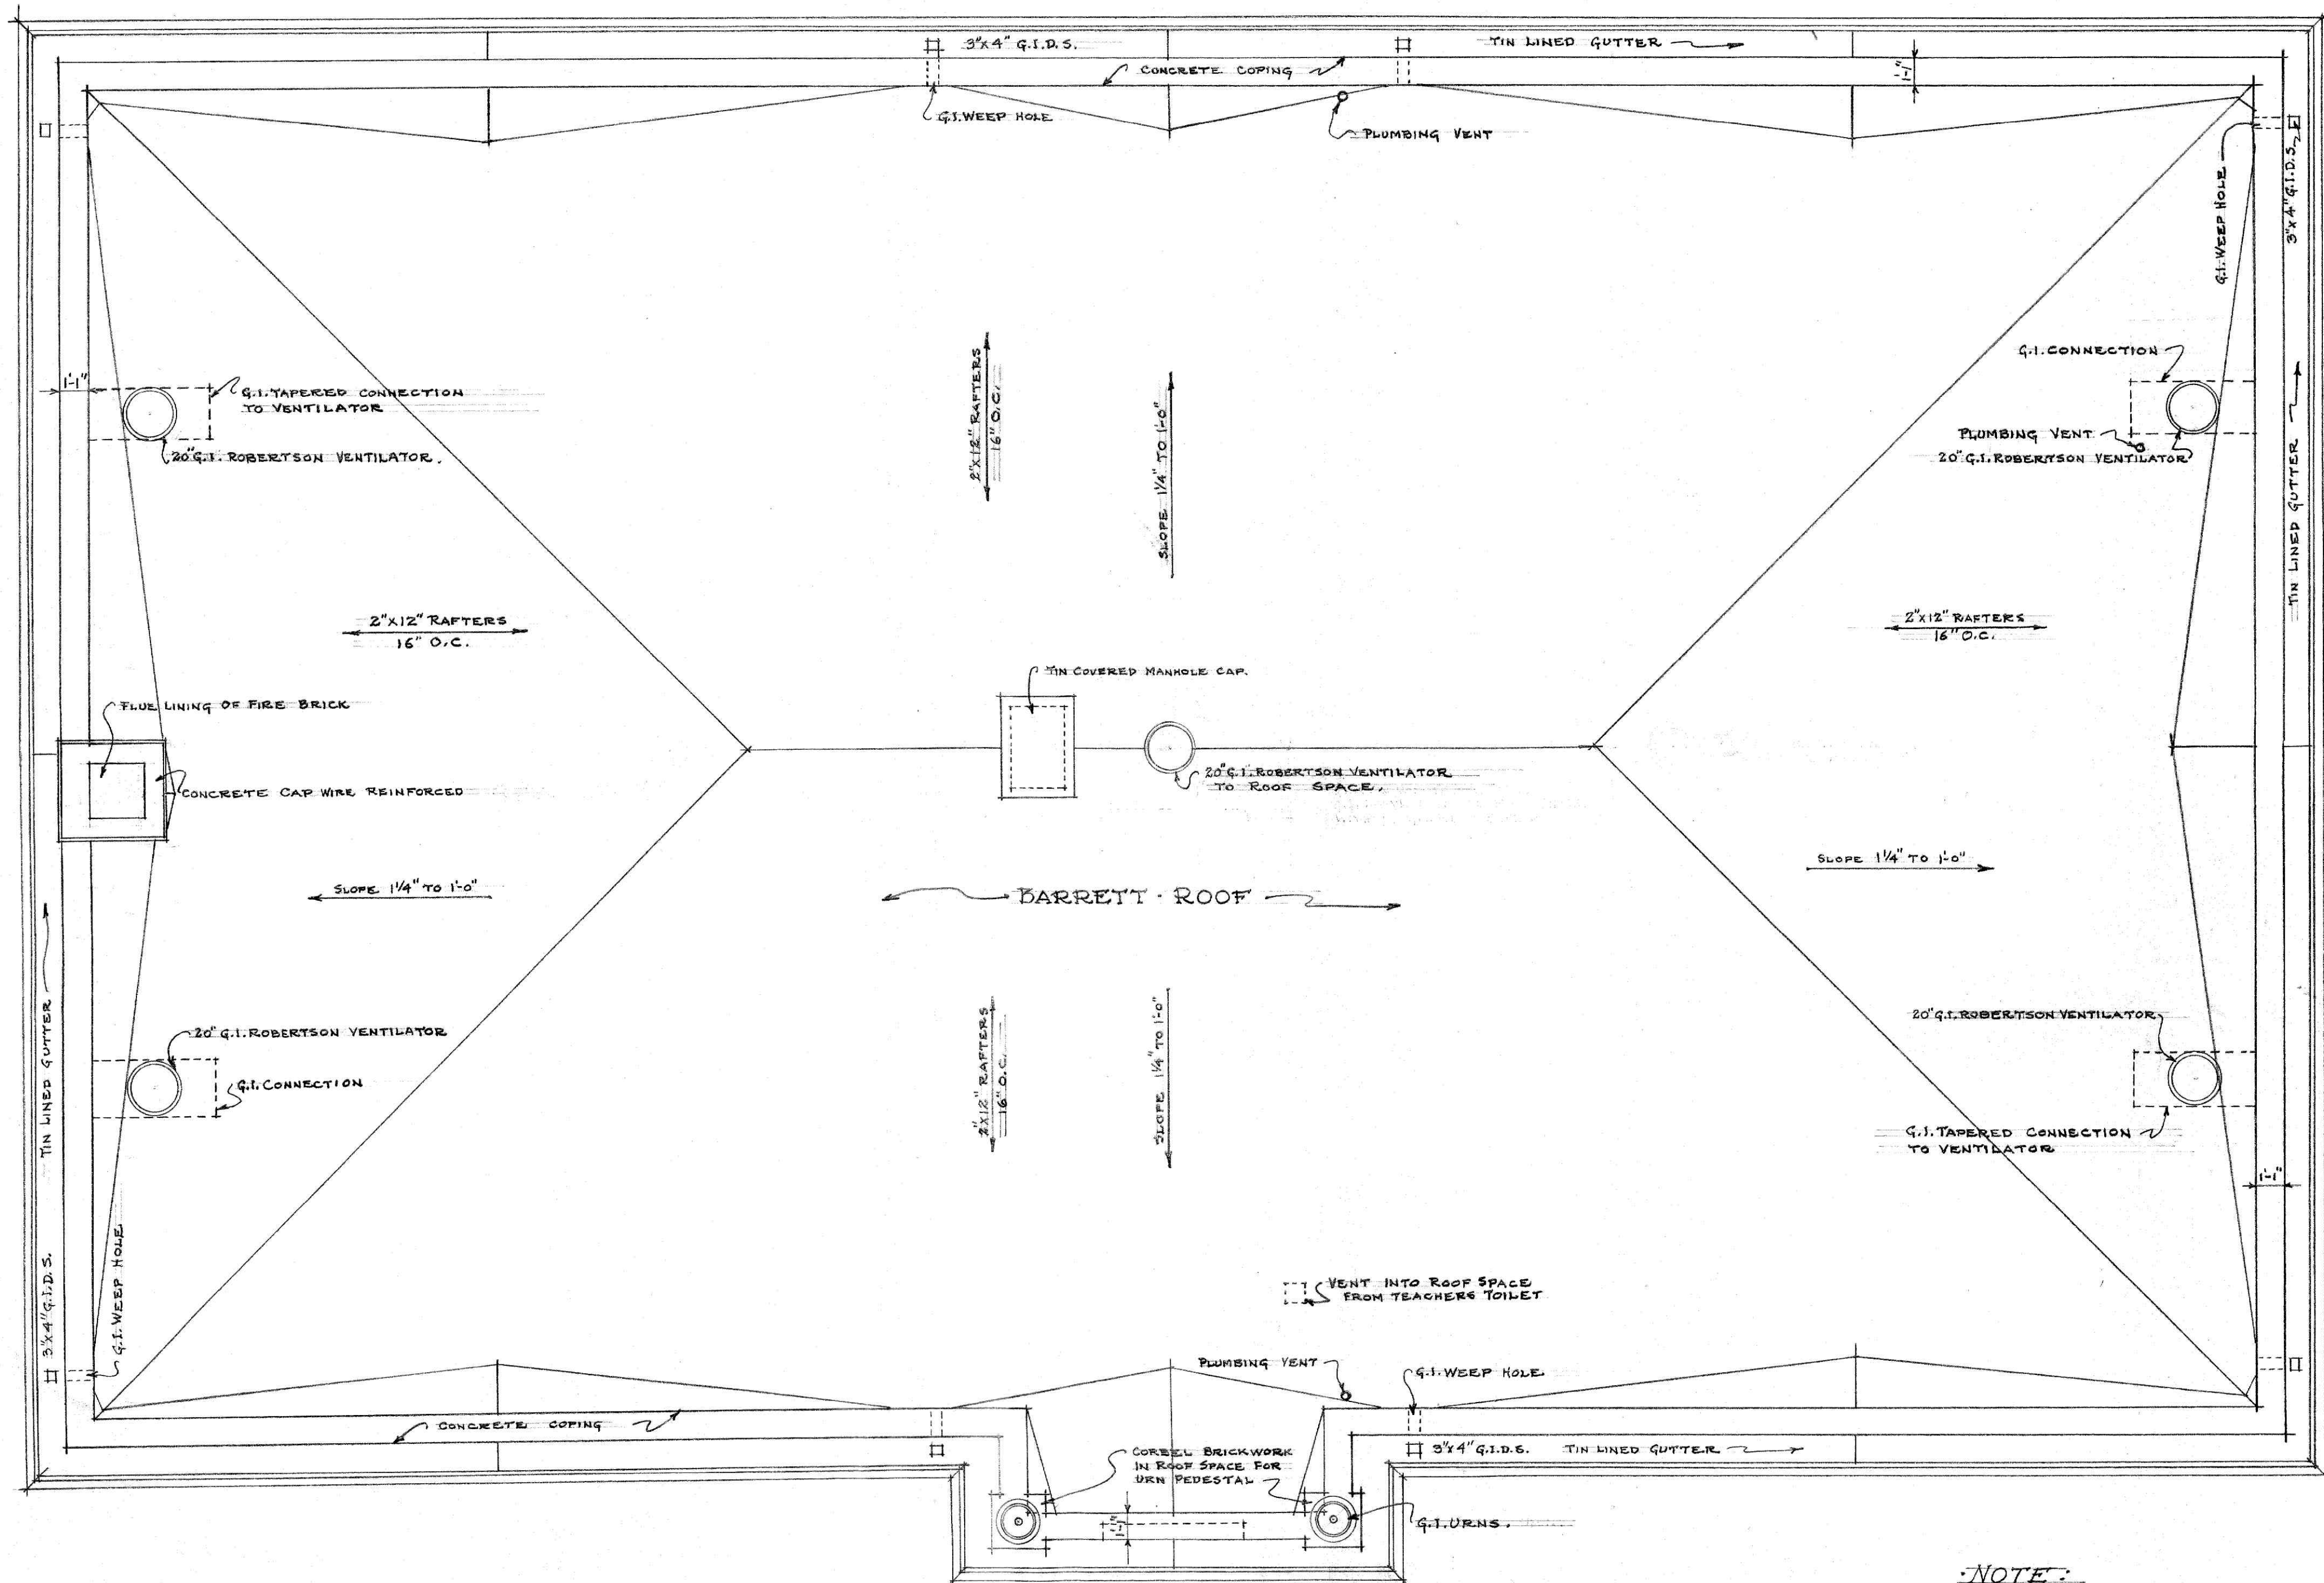 3"x4" G.I.D.S.
TIN LINED GUTTER
CONCRETE COPING
1'-1"
G.I. WEEP HOLE
PLUMBING VENT
G.I. WEEP HOLE
3"x4" G.I.D.S.
1'-1"
G.I. TAPERED CONNECTION
TO VENTILATOR
20" G.I. ROBERTSON VENTILATOR.
2"x12" RAFTERS
16" O.C.
SLOPE 1¼" TO 1'-0"
G.I. CONNECTION
PLUMBING VENT
20" G.I. ROBERTSON VENTILATOR
TIN LINED GUTTER
2"x12" RAFTERS
16" O.C.
2"x12" RAFTERS
16" O.C.
TIN COVERED MANHOLE CAP.
FLUE LINING OF FIRE BRICK
CONCRETE CAP WIRE REINFORCED
20" G.I. ROBERTSON VENTILATOR
TO ROOF SPACE.
SLOPE 1¼" TO 1'-0"
BARRETT · ROOF
SLOPE 1¼" TO 1'-0"
TIN LINED GUTTER
20" G.I. ROBERTSON VENTILATOR
G.I. CONNECTION
2"x12" RAFTERS
16" O.C.
SLOPE 1¼" TO 1'-0"
20" G.I. ROBERTSON VENTILATOR
G.I. TAPERED CONNECTION
TO VENTILATOR
1'-1"
3"x4" G.I.D.S.
G.I. WEEP HOLE
VENT INTO ROOF SPACE
FROM TEACHERS TOILET
PLUMBING VENT
G.I. WEEP HOLE
CONCRETE COPING
CORBEL BRICKWORK
IN ROOF SPACE FOR
URN PEDESTAL
3"x4" G.I.D.S.
TIN LINED GUTTER
1'-1"
G.I. URNS.
·NOTE: